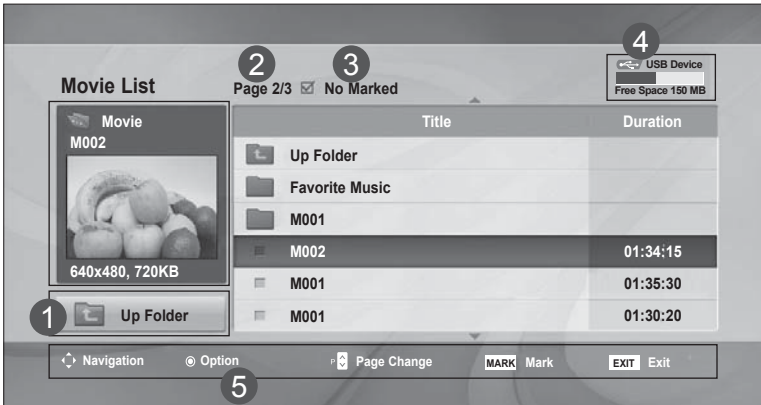 4
USB Device
Free Space 150 MB
2
3
Movie List
Page 2/3
No Marked
Movie
M002
640x480, 720KB
1
Up Folder
Title
Duration
Up Folder
Favorite Music
M001
M002 01:34:15
M001 01:35:30
M001 01:30:20
Navigation
Option
P
Page Change
MARK Mark
EXIT Exit
5